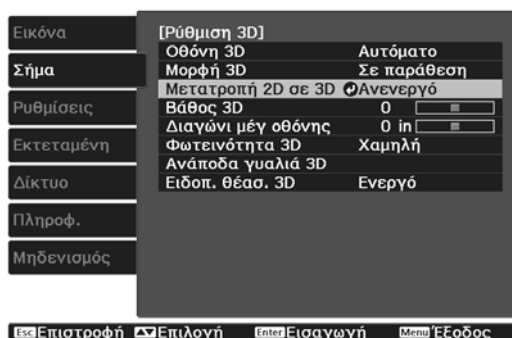 Εικόνα
Σήμα
Ρυθμίσεις
Εκτεταμένη
Δίκτυο
Πληροφ.
Μηδενισμός
[Ρύθμιση 3D]
Οθόνη 3D Αυτόματο
Μορφή 3D Σε παράθεση
Μετατροπή 2D σε 3D Ανενεργό
Βάθος 3D 0
Διαγώνι μέγ οθόνης 0 in
Φωτεινότητα 3D Χαμηλή
Ανάποδα γυαλιά 3D
Ειδοπ. θέασ. 3D Ενεργό
Esc Επιστροφή Επιλογή Enter Εισαγωγή Menu Έξοδος